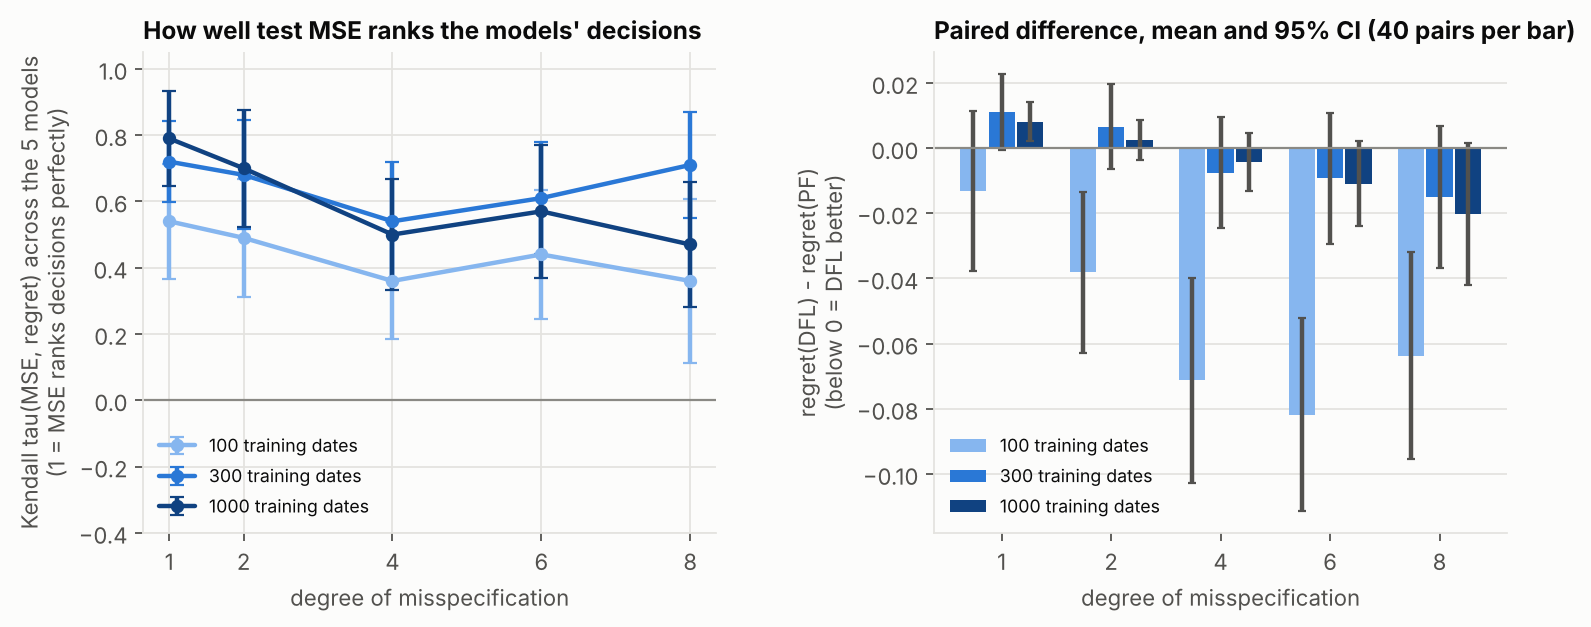 How well test MSE ranks the models' decisions
Kendall tau(MSE, regret) across the 5 models
(1 = MSE ranks decisions perfectly)
1.0
0.8
0.6
0.4
0.2
0.0
−0.2
−0.4
100 training dates
300 training dates
1000 training dates
1
2
4
6
8
degree of misspecification
Paired difference, mean and 95% CI (40 pairs per bar)
regret(DFL) - regret(PF)
(below 0 = DFL better)
0.02
0.00
−0.02
−0.04
−0.06
−0.08
−0.10
100 training dates
300 training dates
1000 training dates
1
2
4
6
8
degree of misspecification